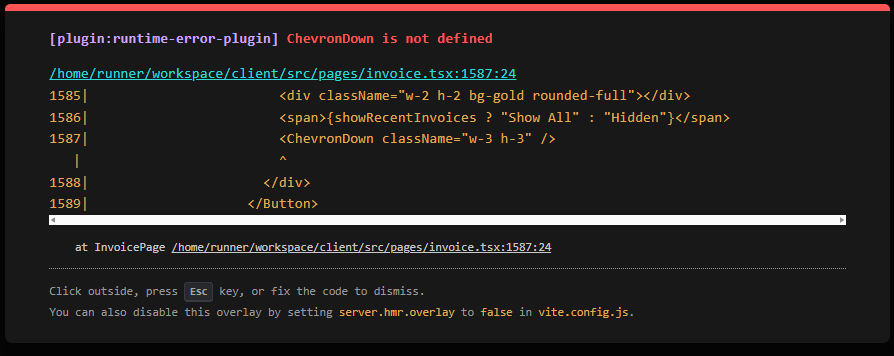 [plugin:runtime-error-plugin] ChevronDown is not defined
/home/runner/workspace/client/src/pages/invoice.tsx:1587:24
1585|                        <div className="w-2 h-2 bg-gold rounded-full"></div>
1586|                        <span>{showRecentInvoices ? "Show All" : "Hidden"}</span>
1587|                        <ChevronDown className="w-3 h-3" />
    |                        ^
1588|                      </div>
1589|                    </Button>
at InvoicePage /home/runner/workspace/client/src/pages/invoice.tsx:1587:24
Click outside, press Esc key, or fix the code to dismiss.
You can also disable this overlay by setting server.hmr.overlay to false in vite.config.js.